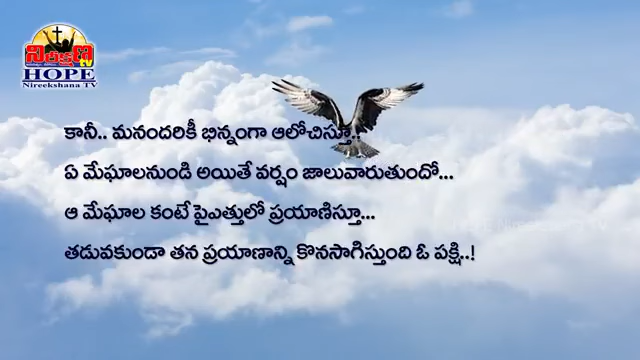 నిరీక్షణ
HOPE
Nireekshana TV
కానీ.. మనందరికీ భిన్నంగా ఆలోచిస్తూ..!
ఏ మేఘాలనుండి అయితే వర్షం జాలువారుతుందో...
ఆ మేఘాల కంటే పైఎత్తులో ప్రయాణిస్తూ...
తడువకుండా తన ప్రయాణాన్ని కొనసాగిస్తుంది ఓ పక్షి..!